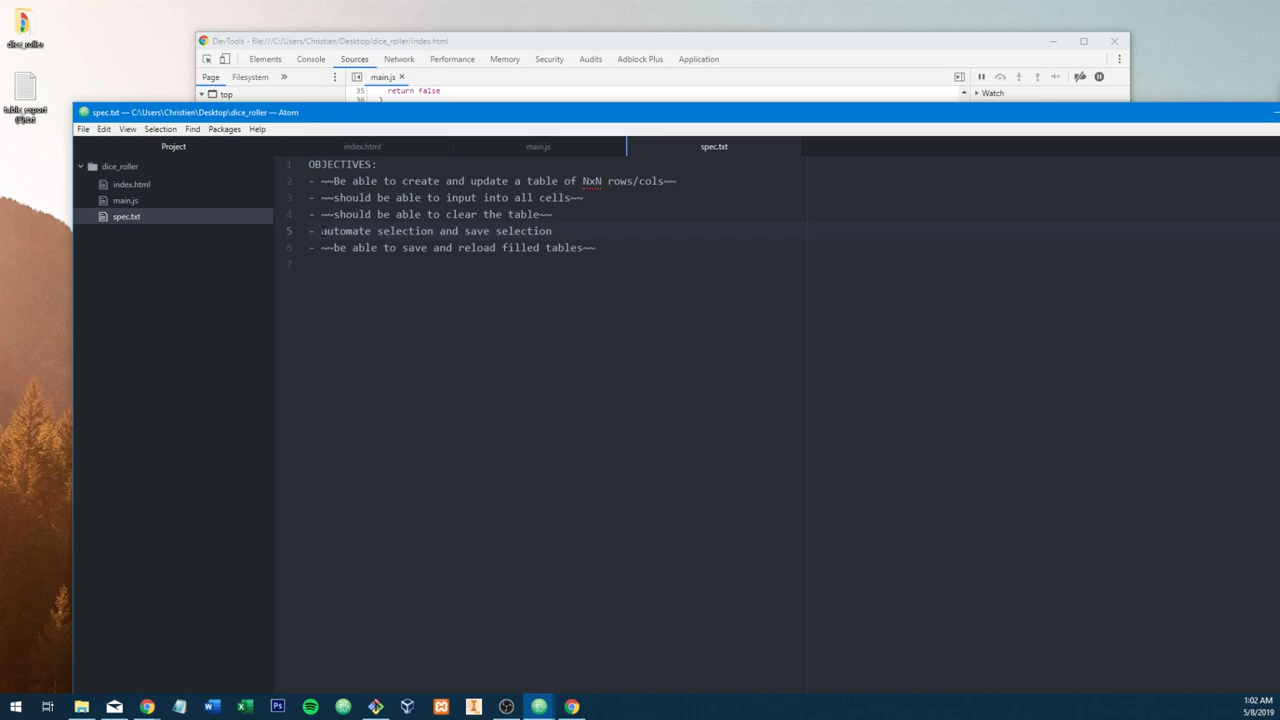 dice_roller
table_export
DevTools - file:///C:/Users/Christien/Desktop/dice_roller/index.html
Elements Console Sources Network Performance Memory Security Audits Adblock Plus Application
Page Filesystem » main.js ×
top
35 return false
36 }
Watch
spec.txt — C:\Users\Christien\Desktop\dice_roller — Atom
File Edit View Selection Find Packages Help
Project
index.html main.js spec.txt
dice_roller
index.html
main.js
spec.txt
1 OBJECTIVES:
2 - ~~Be able to create and update a table of NxN rows/cols~~
3 - ~~should be able to input into all cells~~
4 - ~~should be able to clear the table~~
5 - automate selection and save selection
6 - ~~be able to save and reload filled tables~~
7
1:02 AM
5/8/2019